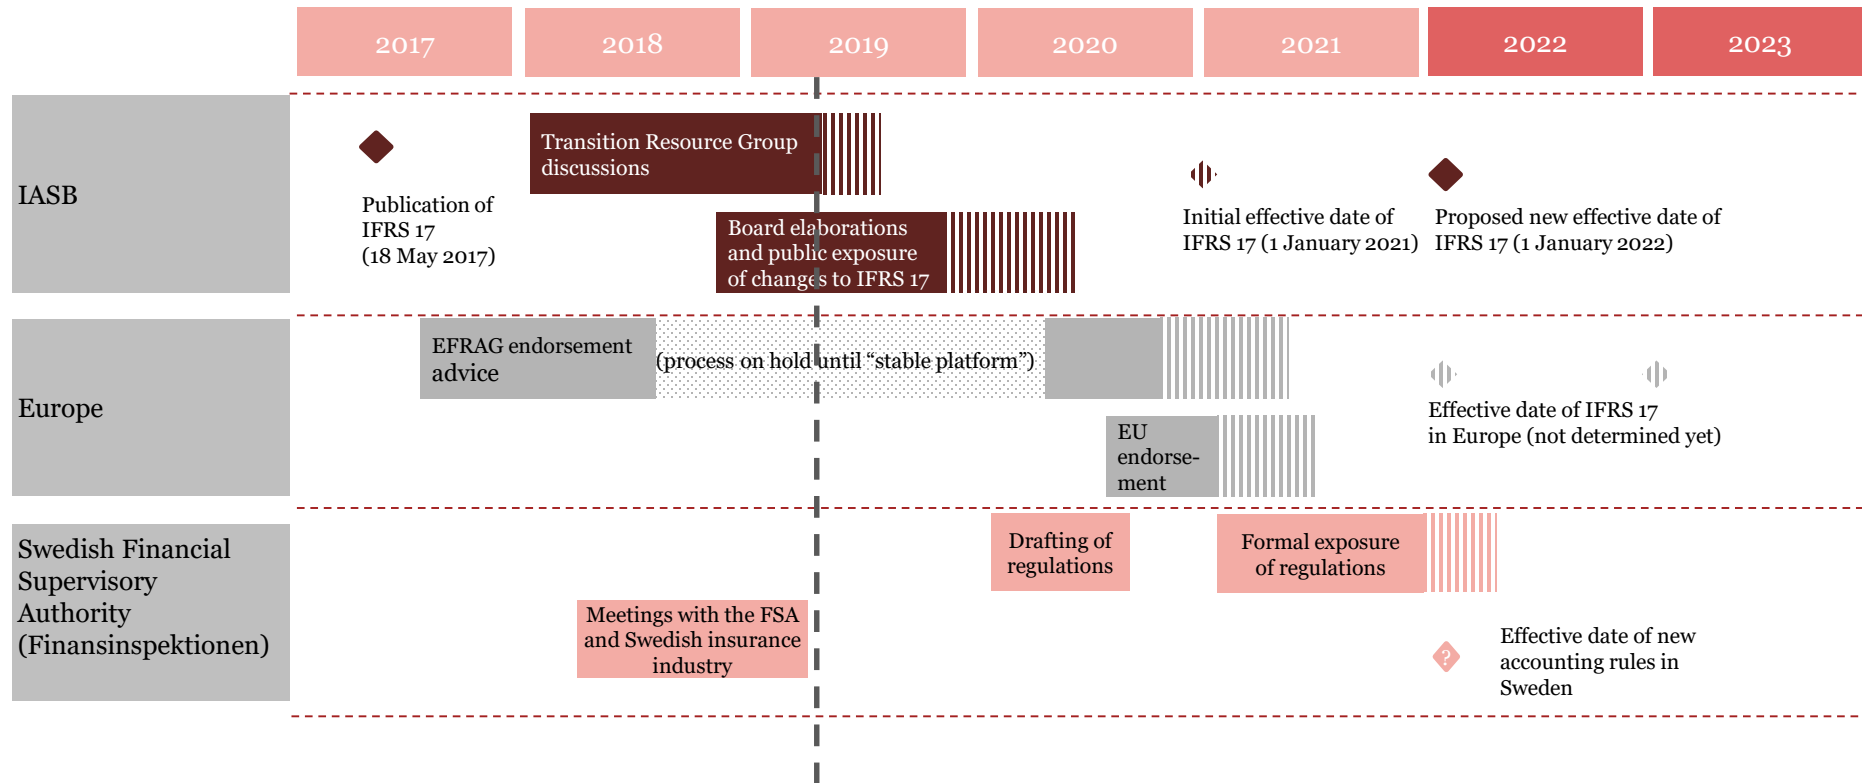 2017
2018
2019
2020
2021
2022
2023
IASB
Publication of
IFRS 17
(18 May 2017)
Transition Resource Group
discussions
Board elaborations
and public exposure
of changes to IFRS 17
Initial effective date of
IFRS 17 (1 January 2021)
Proposed new effective date of
IFRS 17 (1 January 2022)
Europe
EFRAG endorsement
advice
(process on hold until “stable platform”)
EU
endorse-
ment
Effective date of IFRS 17
in Europe (not determined yet)
Swedish Financial
Supervisory
Authority
(Finansinspektionen)
Meetings with the FSA
and Swedish insurance
industry
Drafting of
regulations
Formal exposure
of regulations
?
Effective date of new
accounting rules in
Sweden